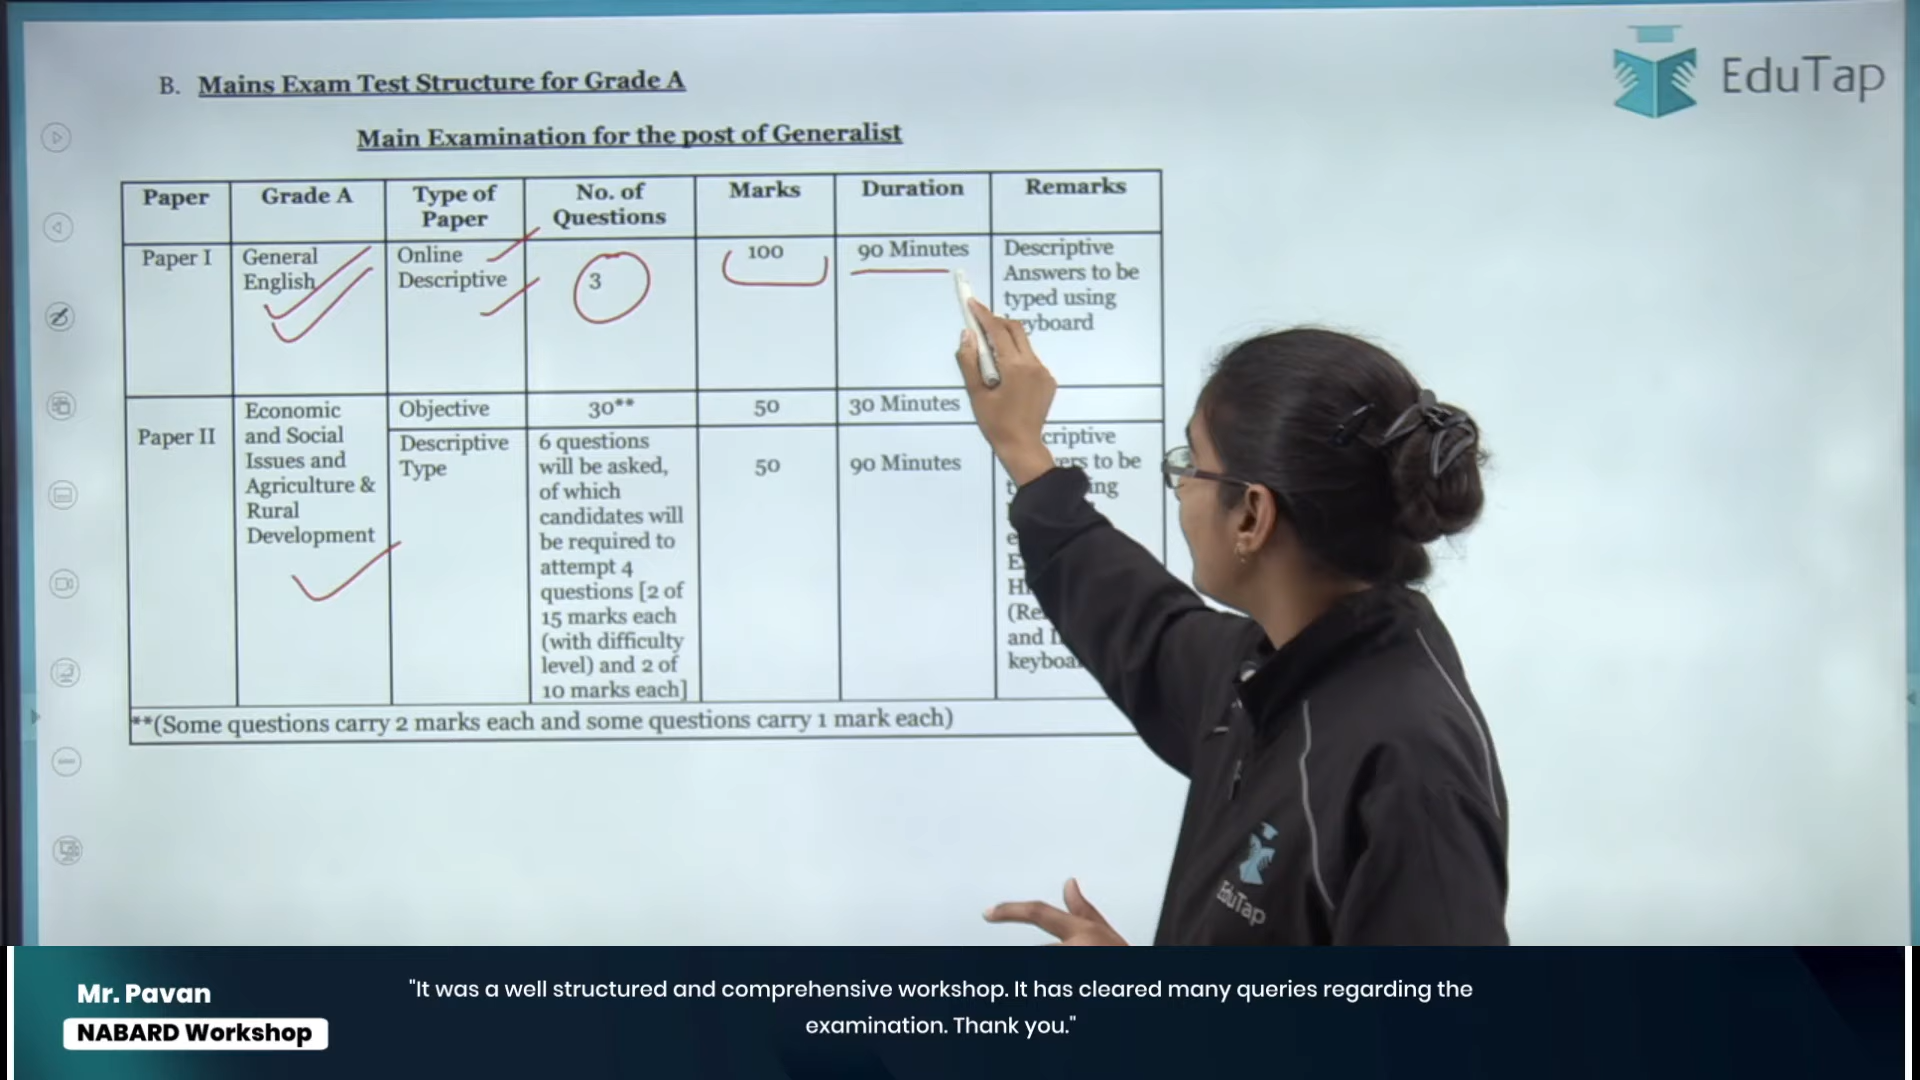 EduTap
B. Mains Exam Test Structure for Grade A
Main Examination for the post of Generalist
Paper
Grade A
Type of
Paper
No. of
Questions
Marks
Duration
Remarks
Paper I
General
English
Online
Descriptive
3
100
90 Minutes
Descriptive
Answers to be
typed using
keyboard
Paper II
Economic
and Social
Issues and
Agriculture &
Rural
Development
Objective
30**
50
30 Minutes
Descriptive
Type
6 questions
will be asked,
of which
candidates will
be required to
attempt 4
questions [2 of
15 marks each
(with difficulty
level) and 2 of
10 marks each]
50
90 Minutes
to be
and
**(Some questions carry 2 marks each and some questions carry 1 mark each)
EduTap
Mr. Pavan
NABARD Workshop
"It was a well structured and comprehensive workshop. It has cleared many queries regarding the
examination. Thank you."